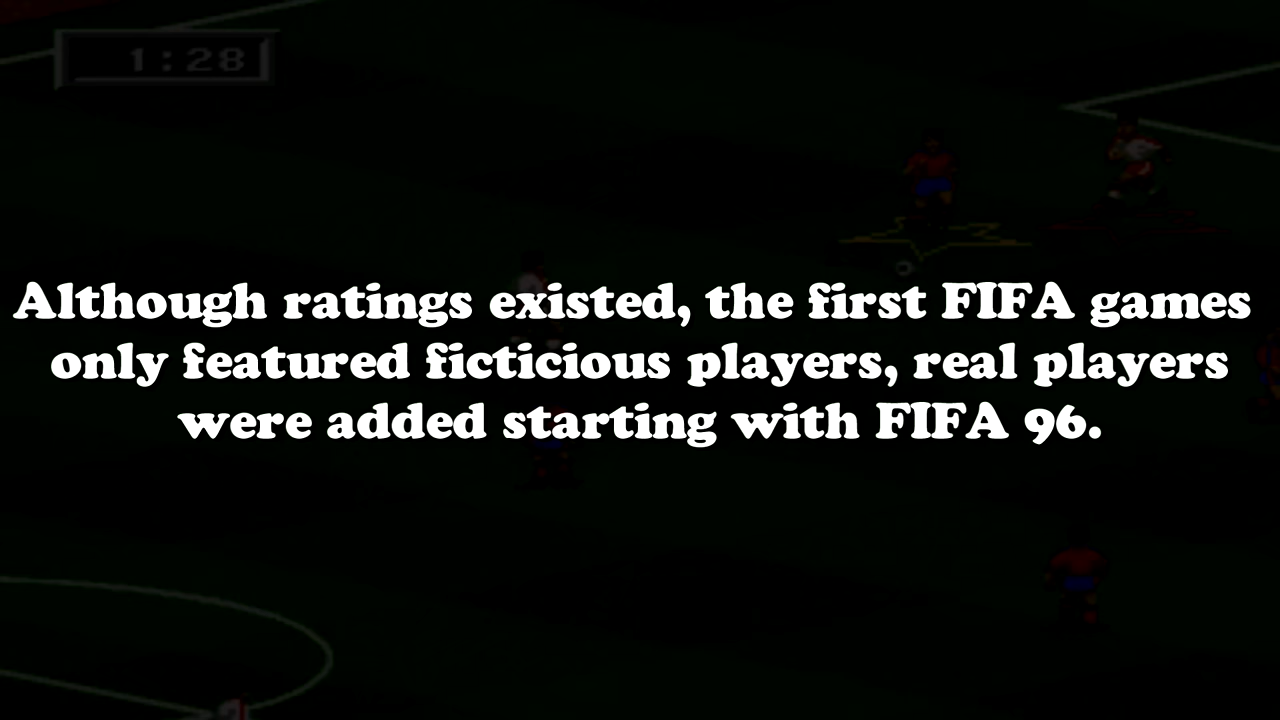 1:28
Although ratings existed, the first FIFA games
only featured ficticious players, real players
were added starting with FIFA 96.